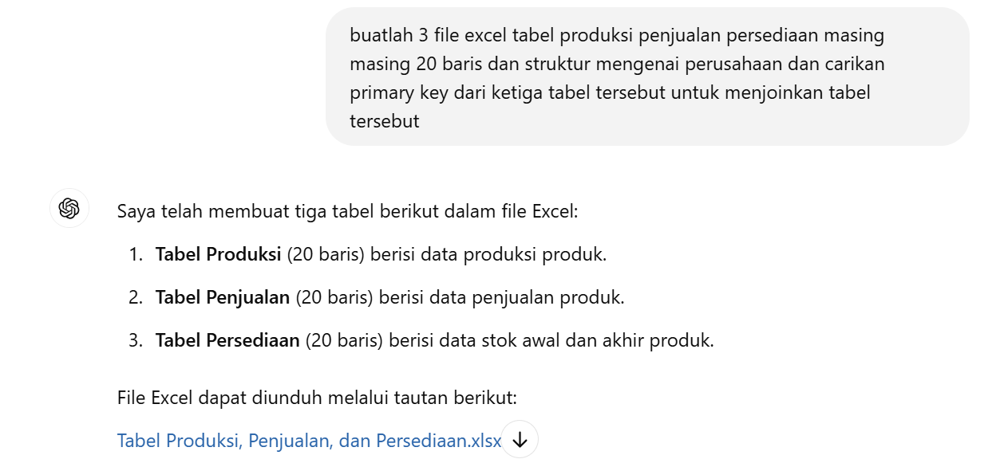 buatlah 3 file excel tabel produksi penjualan persediaan masing
masing 20 baris dan struktur mengenai perusahaan dan carikan
primary key dari ketiga tabel tersebut untuk menjoinkan tabel
tersebut
Saya telah membuat tiga tabel berikut dalam file Excel:
1. Tabel Produksi (20 baris) berisi data produksi produk.
2. Tabel Penjualan (20 baris) berisi data penjualan produk.
3. Tabel Persediaan (20 baris) berisi data stok awal dan akhir produk.
File Excel dapat diunduh melalui tautan berikut:
Tabel Produksi, Penjualan, dan Persediaan.xlsx